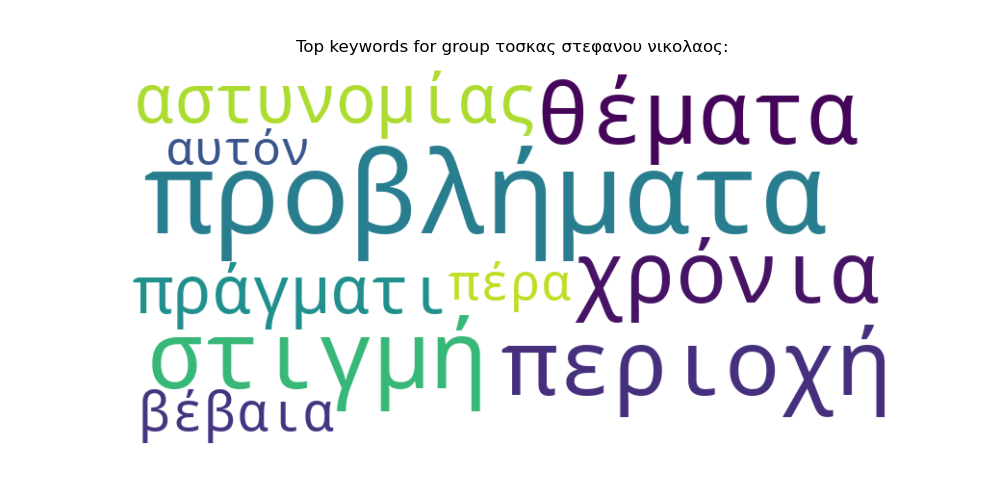 Top keywords for group τοσκας στεφανου νικολαος:
αστυνομίας θέματα
αυτόν
προβλήματα
πράγματι πέρα χρόνια
στιγμή περιοχή
βέβαια